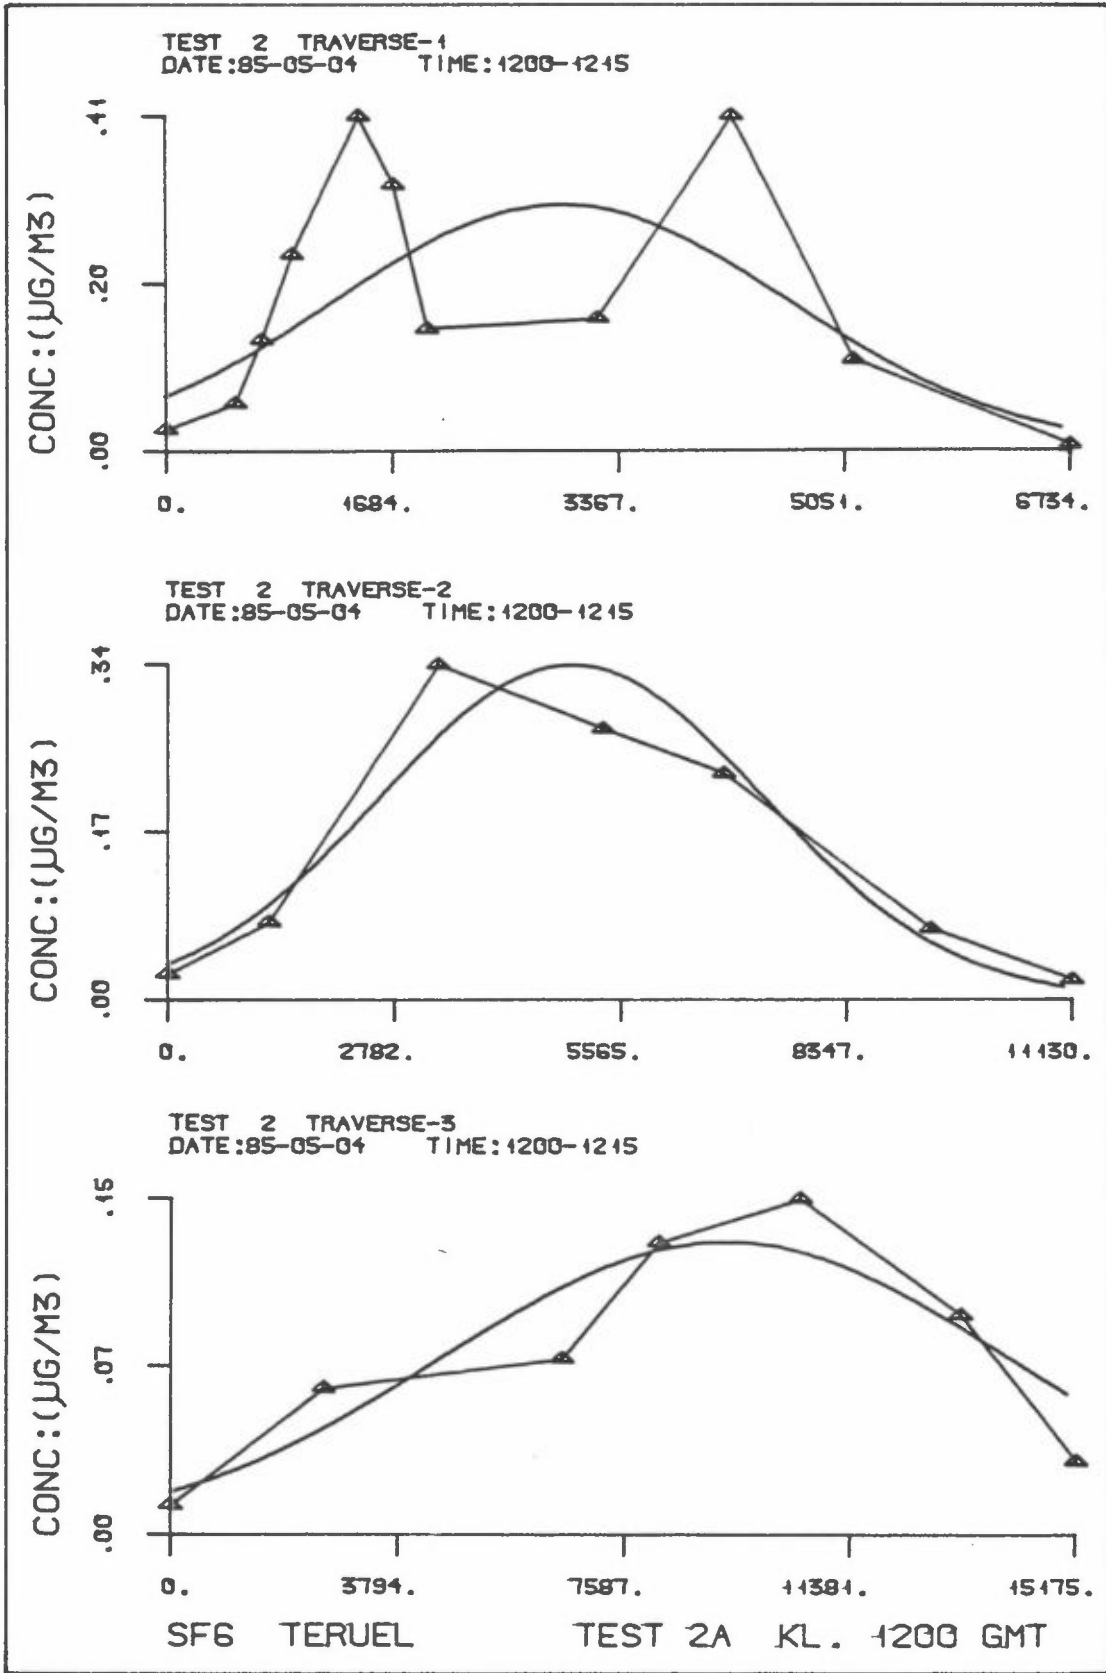 TEST 2 TRAVERSE-1
DATE:85-05-04 TIME:1200-1215
CONC:(µG/M3)
.41
.20
.00
0. 1684. 3367. 5051. 6734.
TEST 2 TRAVERSE-2
DATE:85-05-04 TIME:1200-1215
CONC:(µG/M3)
.34
.17
.00
0. 2782. 5565. 8347. 11130.
TEST 2 TRAVERSE-3
DATE:85-05-04 TIME:1200-1215
CONC:(µG/M3)
.15
.07
.00
0. 3794. 7587. 11381. 15175.
SF6 TERUEL TEST 2A KL. 1200 GMT